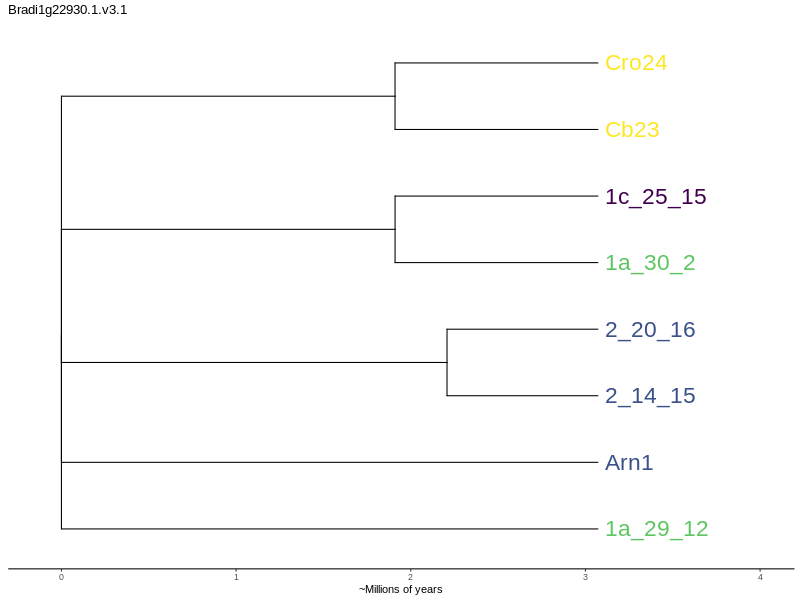 Bradi1g22930.1.v3.1
Cro24
Cb23
1c_25_15
1a_30_2
2_20_16
2_14_15
Arn1
1a_29_12
0 1 2 3 4
~Millions of years